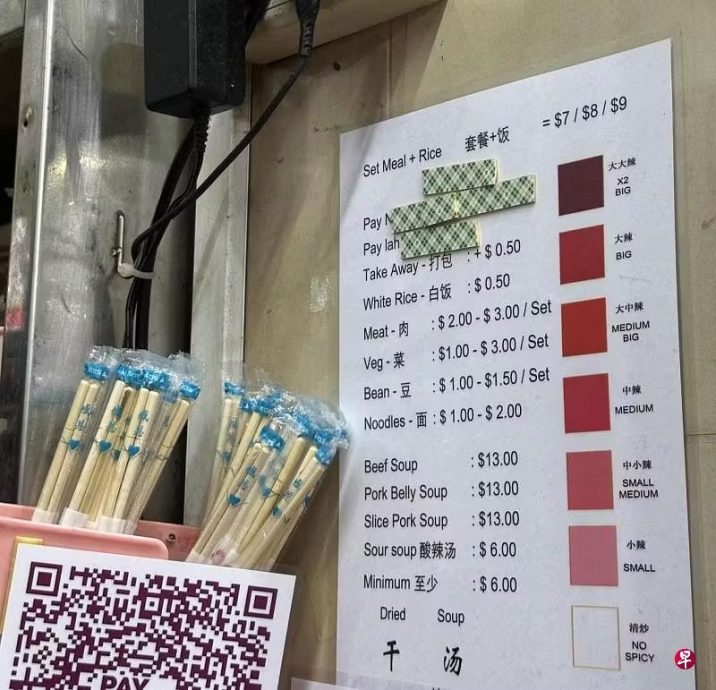 Set Meal + Rice 套餐+饭 = $7 / $8 / $9
Pay
Pay lah
Take Away - 打包 : + $ 0.50
White Rice - 白饭 : $ 0.50
Meat - 肉 : $ 2.00 - $ 3.00 / Set
Veg - 菜 : $1.00 - $ 3.00 / Set
Bean - 豆 : $ 1.00 - $1.50 / Set
Noodles - 面 : $ 1.00 - $ 2.00
Beef Soup : $13.00
Pork Belly Soup : $13.00
Slice Pork Soup : $13.00
Sour soup 酸辣汤 : $ 6.00
Minimum 至少 : $ 6.00
Dried Soup
干 汤
大大辣
X2
BIG
大辣
BIG
大中辣
MEDIUM
BIG
中辣
MEDIUM
中小辣
SMALL
MEDIUM
小辣
SMALL
清炒
NO
SPICY
PAY
早